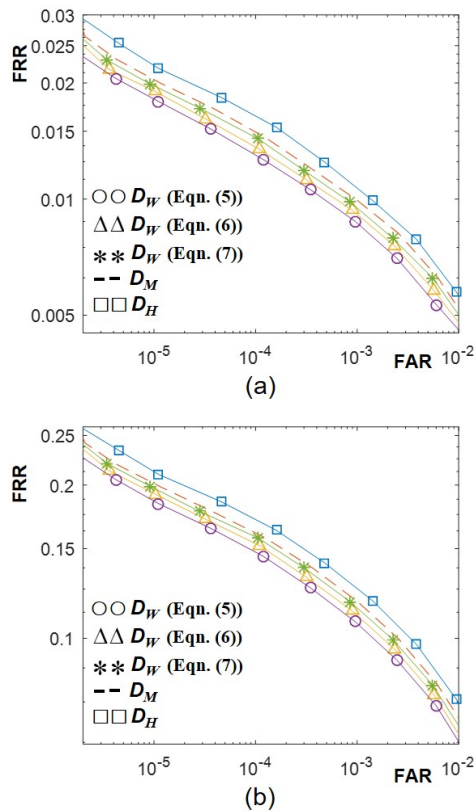 FRR
0.03
0.025
0.02
0.015
0.01
0.005
○○ D_W (Eqn. (5))
ΔΔ D_W (Eqn. (6))
** D_W (Eqn. (7))
-- D_M
□□ D_H
10^-5 10^-4 10^-3 10^-2
FAR
(a)
FRR
0.25
0.2
0.15
0.1
○○ D_W (Eqn. (5))
ΔΔ D_W (Eqn. (6))
** D_W (Eqn. (7))
-- D_M
□□ D_H
10^-5 10^-4 10^-3 10^-2
FAR
(b)